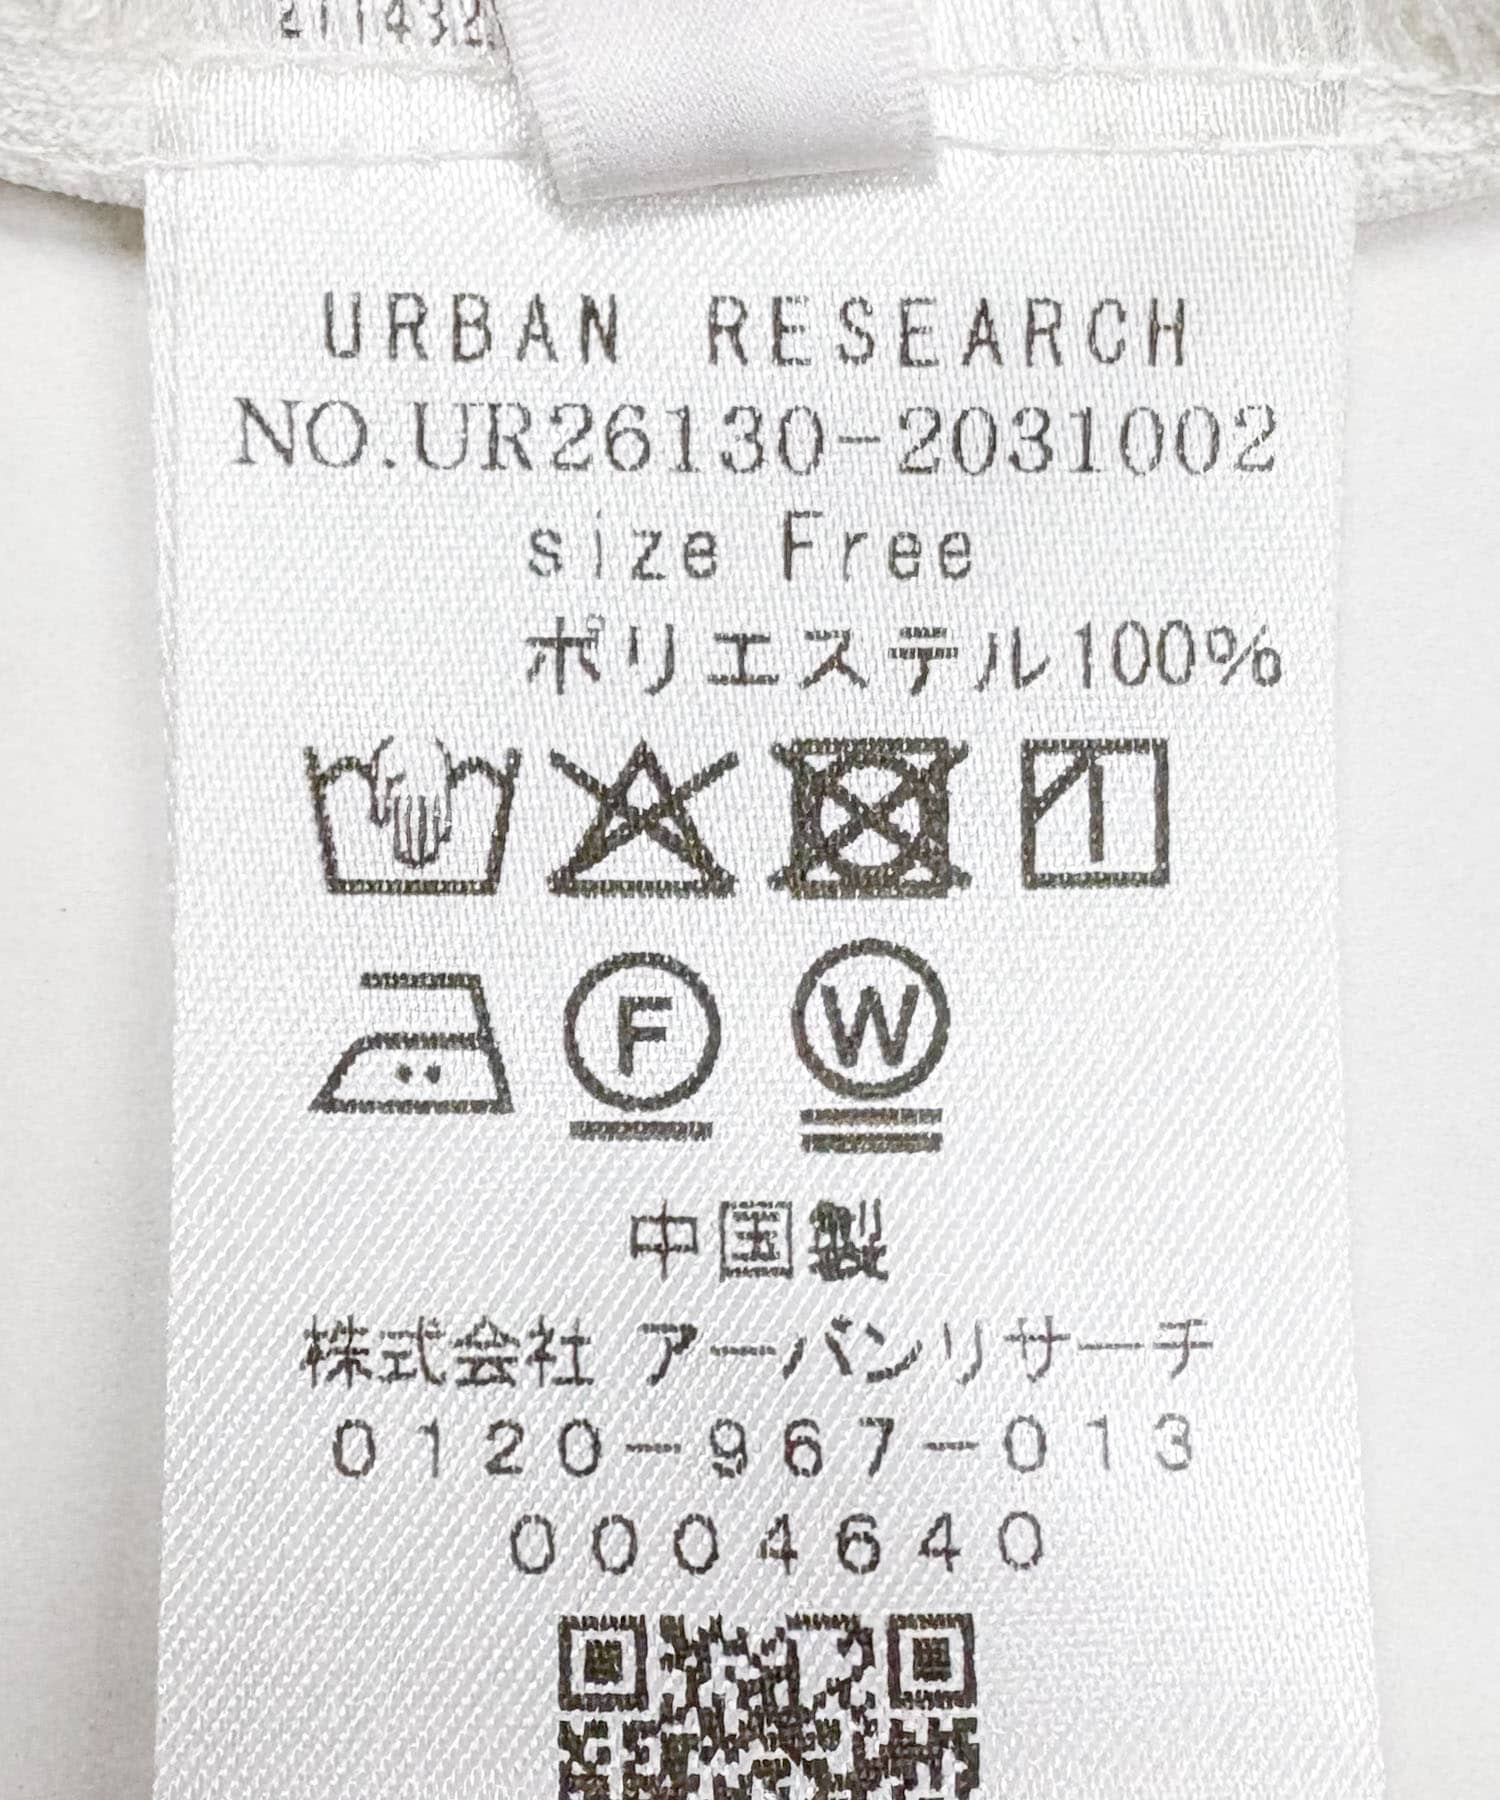 URBAN RESEARCH
NO.UR26130-2031002
size Free
ポリエステル100%
F
W
中国製
株式会社 アーバンリサーチ
0120-967-013
0004640